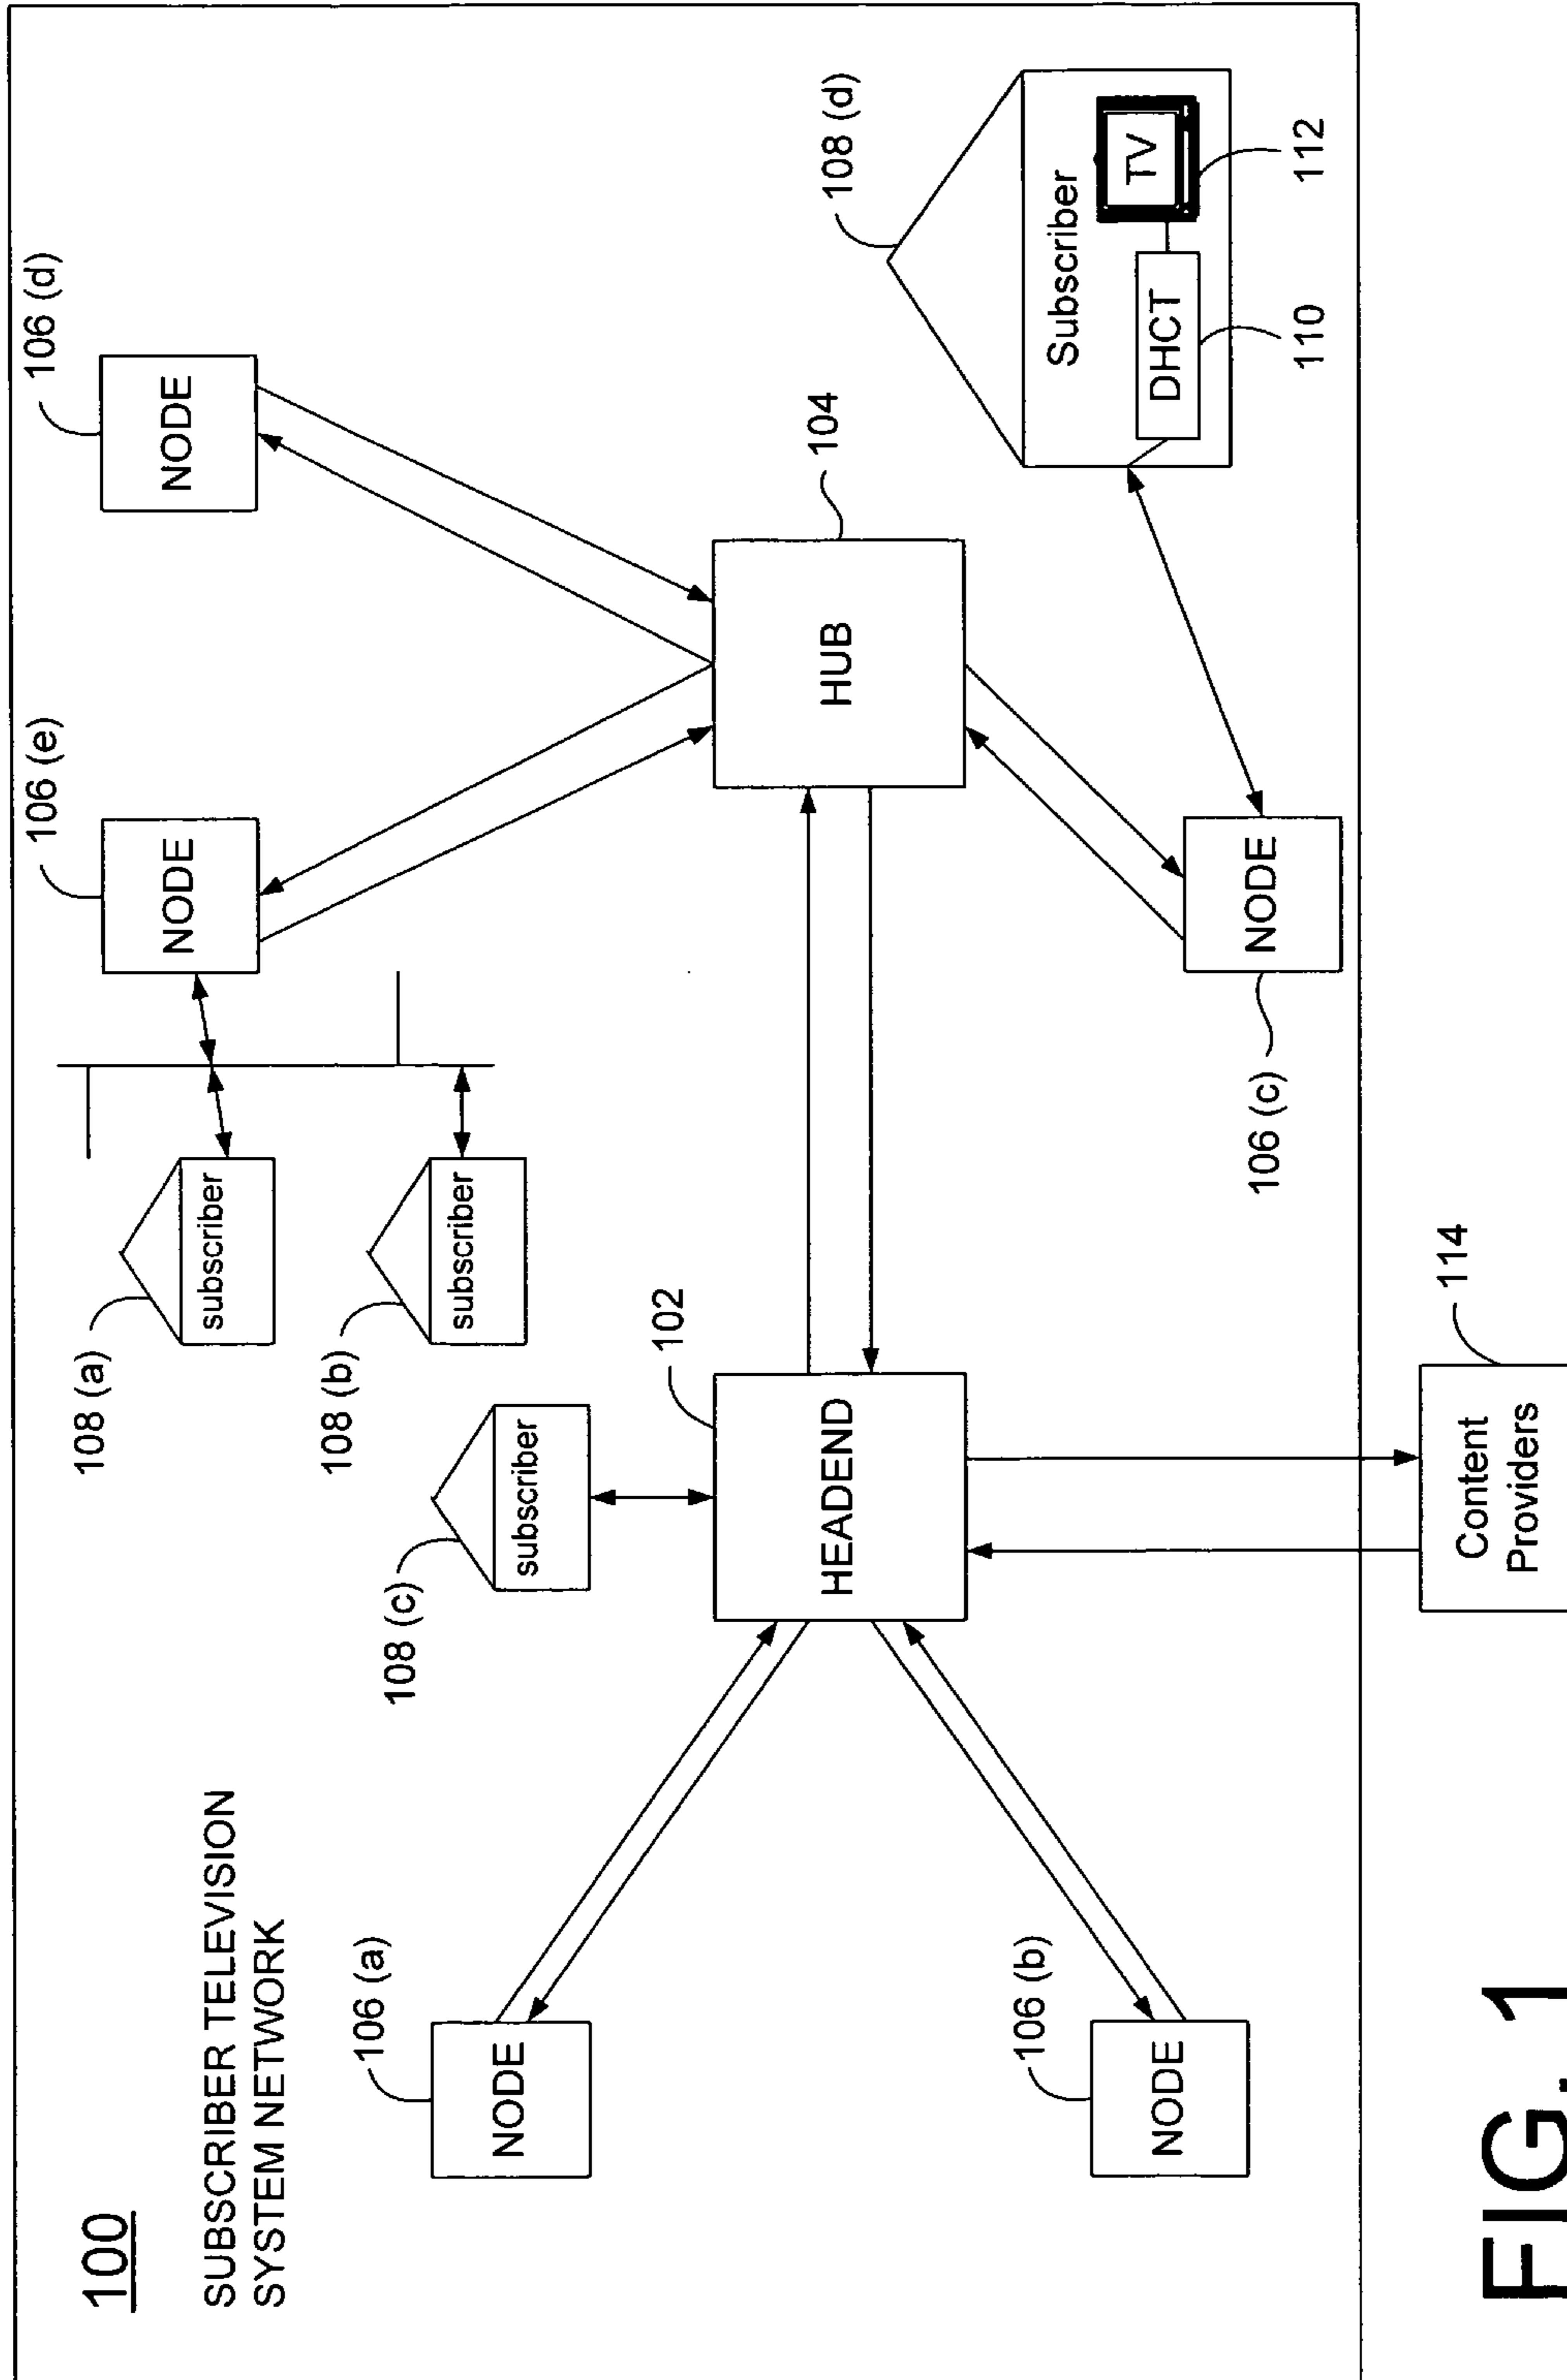 100
SUBSCRIBER TELEVISION
SYSTEM NETWORK
108 (a)
subscriber
106 (e)
NODE
106 (d)
NODE
108 (b)
subscriber
108 (c)
subscriber
106 (a)
NODE
102
HEADEND
104
HUB
108 (d)
Subscriber
DHCT
TV
110
112
106 (b)
NODE
106 (c)
NODE
114
Content
Providers
FIG. 1